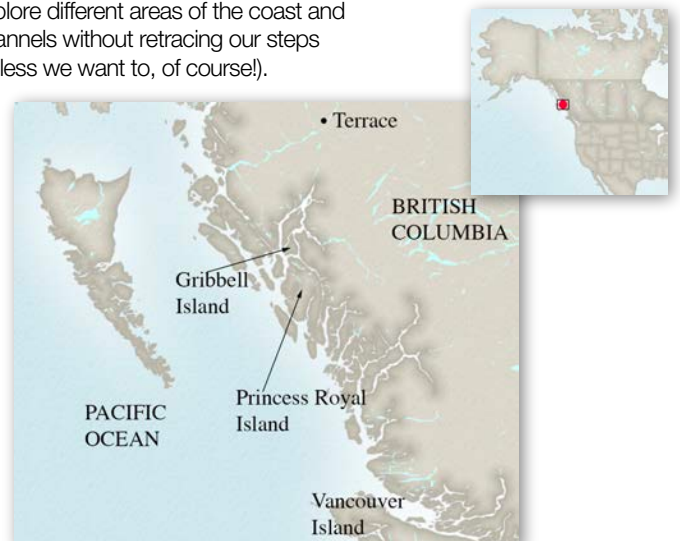 plore different areas of the coast and
annels without retracing our steps
less we want to, of course!).
• Terrace
BRITISH
COLUMBIA
Gribbell
Island
Princess Royal
Island
PACIFIC
OCEAN
Vancouver
Island